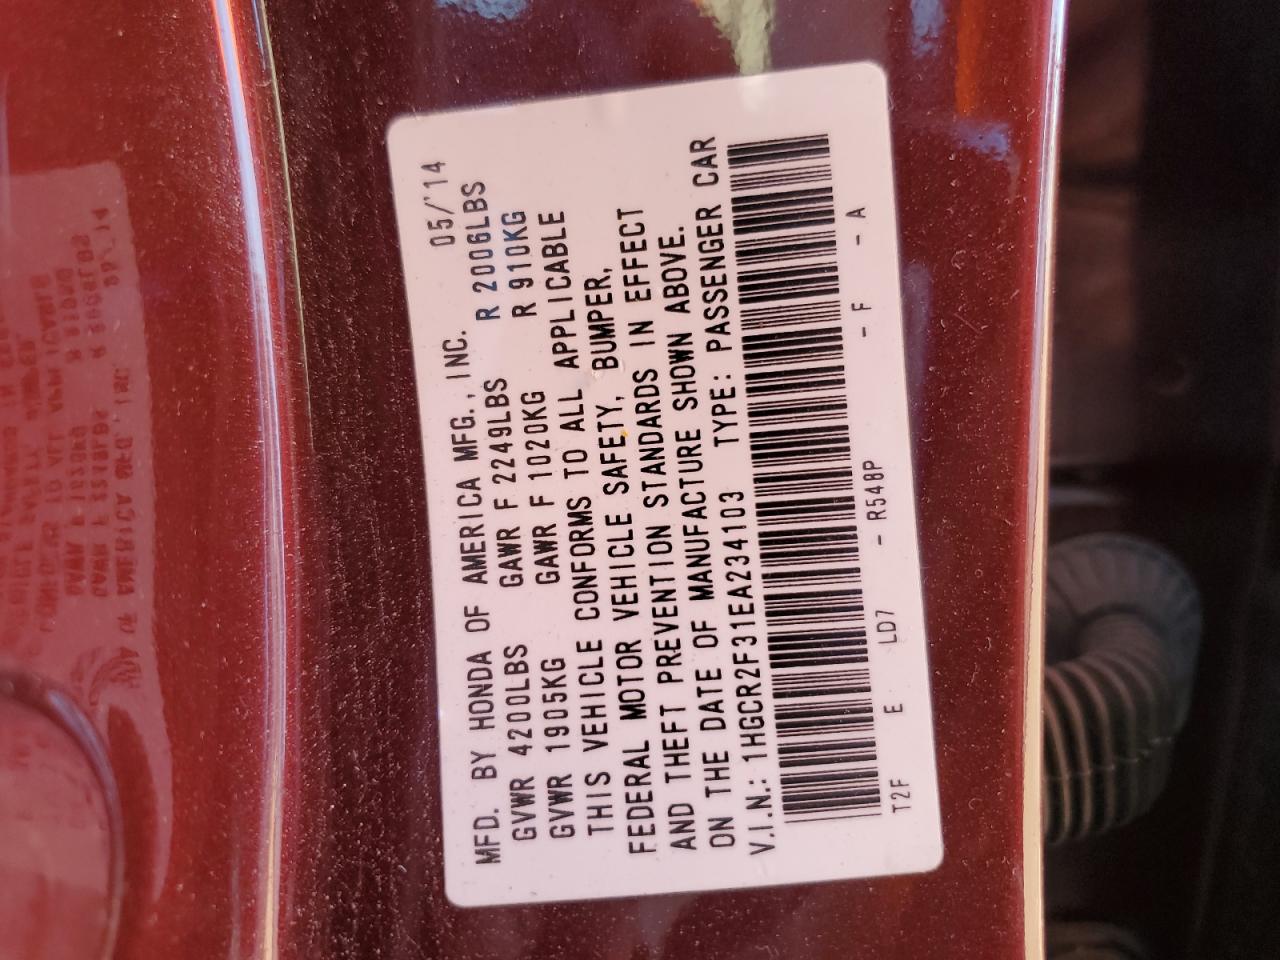 MFD. BY HONDA OF AMERICA MFG., INC. 05/'14
GVWR 4200LBS GAWR F 2249LBS R 2006LBS
GVWR 1905KG GAWR F 1020KG R 910KG
THIS VEHICLE CONFORMS TO ALL APPLICABLE
FEDERAL MOTOR VEHICLE SAFETY, BUMPER,
AND THEFT PREVENTION STANDARDS IN EFFECT
ON THE DATE OF MANUFACTURE SHOWN ABOVE.
V.I.N.: 1HGCR2F31EA234103 TYPE: PASSENGER CAR
T2F E LD7 - R548P - F - A